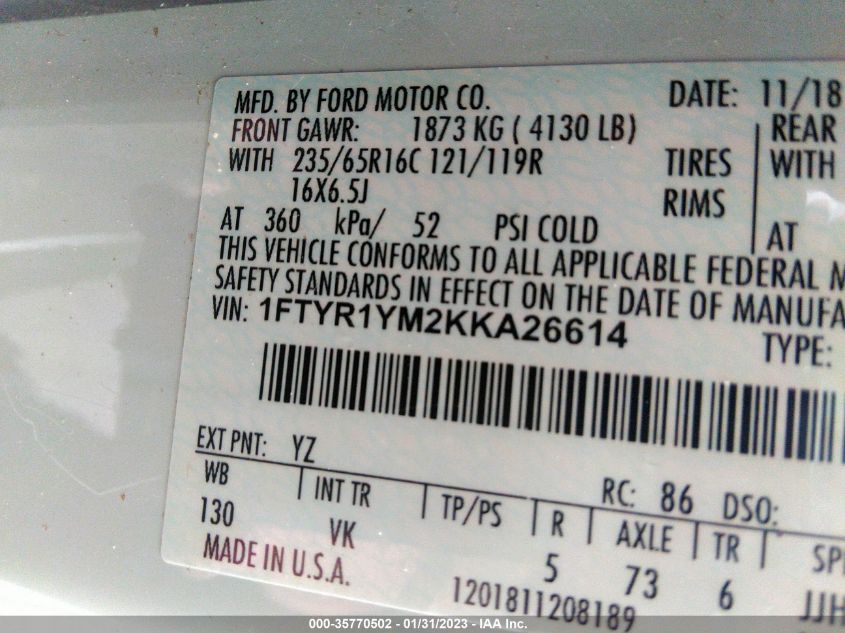 MFD. BY FORD MOTOR CO. DATE: 11/18
FRONT GAWR: 1873 KG ( 4130 LB) REAR
WITH 235/65R16C 121/119R TIRES WITH
16X6.5J RIMS
AT 360 kPa/ 52 PSI COLD AT
THIS VEHICLE CONFORMS TO ALL APPLICABLE FEDERAL M
SAFETY STANDARDS IN EFFECT ON THE DATE OF MANUFA
VIN: 1FTYR1YM2KKA26614
TYPE:
EXT PNT: YZ RC: 86 DSO:
WB INT TR TP/PS R AXLE TR SP
130 VK 5 73 6 JJH
MADE IN U.S.A. 1201811208189
000-35770502 - 01/31/2023 - IAA Inc.